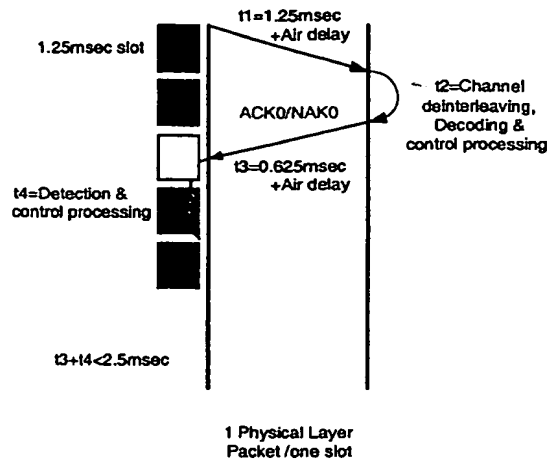 t1=1.25msec
+Air delay
1.25msec slot
t2=Channel
deinterleaving,
Decoding &
control processing
ACK0/NAK0
t3=0.625msec
+Air delay
t4=Detection &
control processing
t3+t4<2.5msec
1 Physical Layer
Packet /one slot